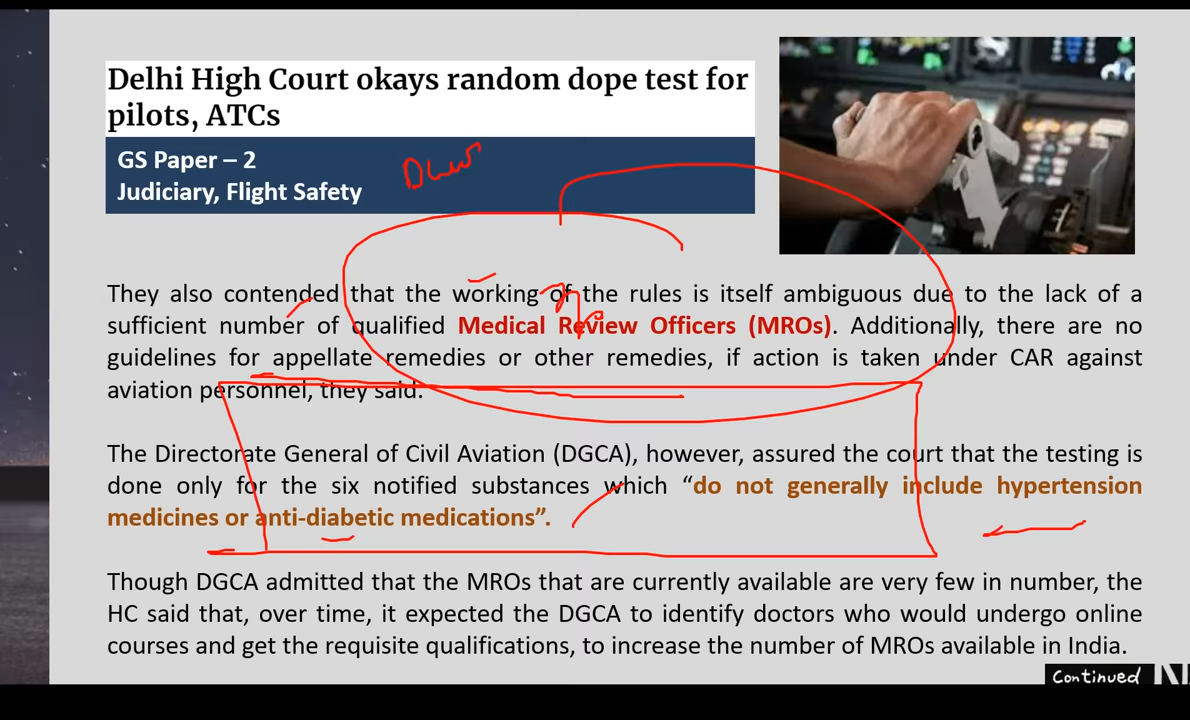 Delhi High Court okays random dope test for
pilots, ATCs
GS Paper – 2
Judiciary, Flight Safety
They also contended that the working of the rules is itself ambiguous due to the lack of a
sufficient number of qualified Medical Review Officers (MROs). Additionally, there are no
guidelines for appellate remedies or other remedies, if action is taken under CAR against
aviation personnel, they said.
The Directorate General of Civil Aviation (DGCA), however, assured the court that the testing is
done only for the six notified substances which “do not generally include hypertension
medicines or anti-diabetic medications”.
Though DGCA admitted that the MROs that are currently available are very few in number, the
HC said that, over time, it expected the DGCA to identify doctors who would undergo online
courses and get the requisite qualifications, to increase the number of MROs available in India.
Continued